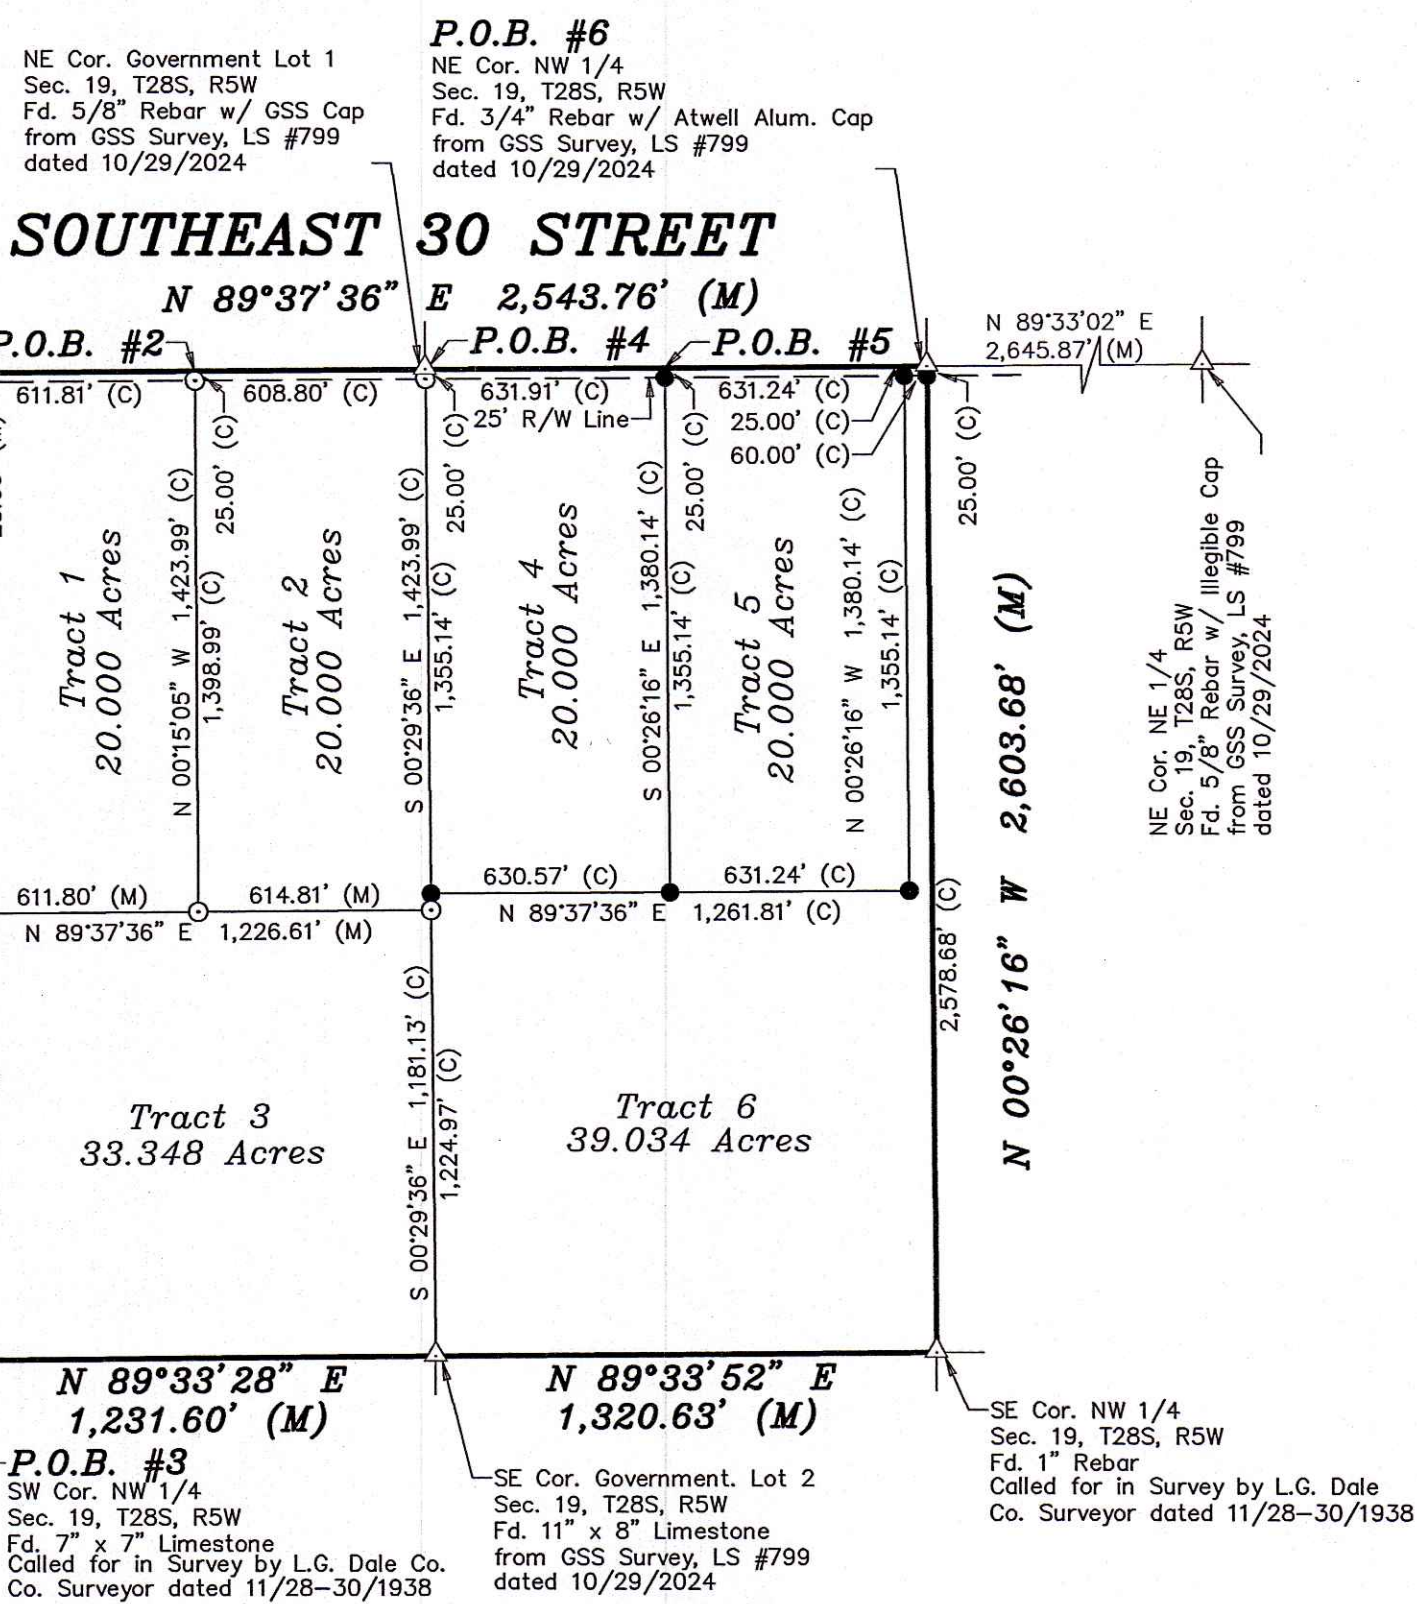 NE Cor. Government Lot 1
Sec. 19, T28S, R5W
Fd. 5/8" Rebar w/ GSS Cap
from GSS Survey, LS #799
dated 10/29/2024
P.O.B. #6
NE Cor. NW 1/4
Sec. 19, T28S, R5W
Fd. 3/4" Rebar w/ Atwell Alum. Cap
from GSS Survey, LS #799
dated 10/29/2024
SOUTHEAST 30 STREET
N 89°37'36" E 2,543.76' (M)
P.O.B. #2
P.O.B. #4
P.O.B. #5
N 89°33'02" E
2,645.87' (M)
611.81' (C)
608.80' (C)
631.91' (C)
631.24' (C)
25' R/W Line
25.00' (C)
60.00' (C)
25.00' (C)
25.00' (C)
25.00' (C)
25.00' (C)
Tract 1
20.000 Acres
N 00°15'05" W 1,423.99' (C)
1,398.99' (C)
Tract 2
20.000 Acres
S 00°29'36" E 1,423.99' (C)
1,355.14' (C)
Tract 4
20.000 Acres
S 00°26'16" E 1,380.14' (C)
1,355.14' (C)
Tract 5
20.000 Acres
N 00°26'16" W 1,380.14' (C)
1,355.14' (C)
N 00°26'16" W 2,603.68' (M)
2,578.68' (C)
NE Cor. NE 1/4
Sec. 19, T28S, R5W
Fd. 5/8" Rebar w/ Illegible Cap
from GSS Survey, LS #799
dated 10/29/2024
611.80' (M)
614.81' (M)
N 89°37'36" E 1,226.61' (M)
630.57' (C)
631.24' (C)
N 89°37'36" E 1,261.81' (C)
S 00°29'36" E 1,181.13' (C)
1,224.97' (C)
Tract 3
33.348 Acres
Tract 6
39.034 Acres
N 89°33'28" E
1,231.60' (M)
N 89°33'52" E
1,320.63' (M)
P.O.B. #3
SW Cor. NW 1/4
Sec. 19, T28S, R5W
Fd. 7" x 7" Limestone
Called for in Survey by L.G. Dale Co.
Co. Surveyor dated 11/28-30/1938
SE Cor. Government. Lot 2
Sec. 19, T28S, R5W
Fd. 11" x 8" Limestone
from GSS Survey, LS #799
dated 10/29/2024
SE Cor. NW 1/4
Sec. 19, T28S, R5W
Fd. 1" Rebar
Called for in Survey by L.G. Dale
Co. Surveyor dated 11/28-30/1938